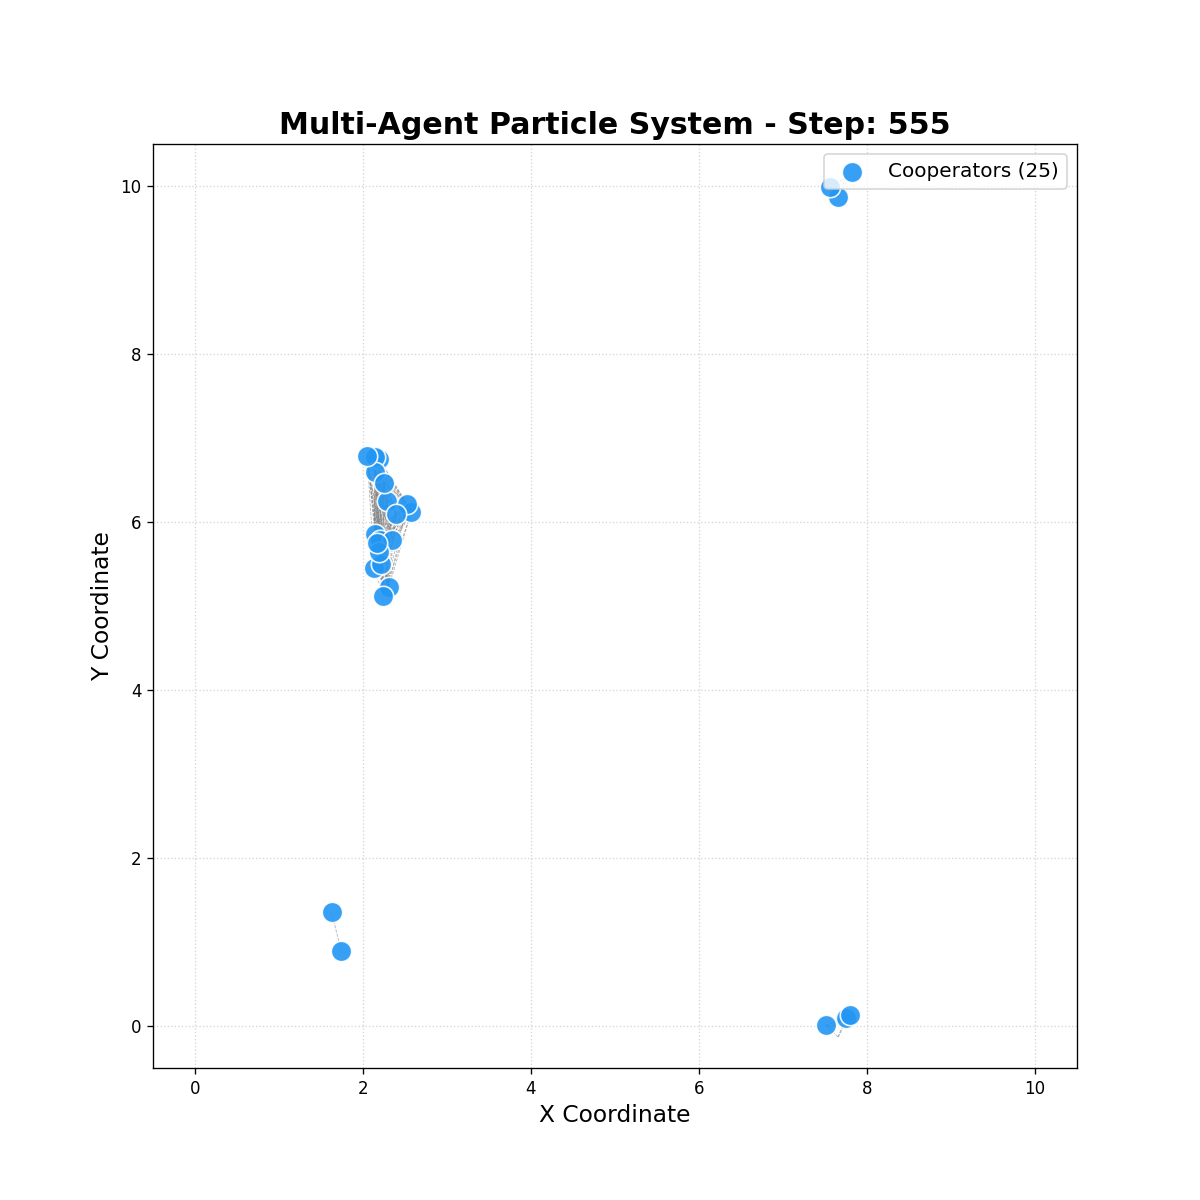 Multi-Agent Particle System - Step: 555
Cooperators (25)
10
8
6
4
2
0
Y Coordinate
0 2 4 6 8 10
X Coordinate